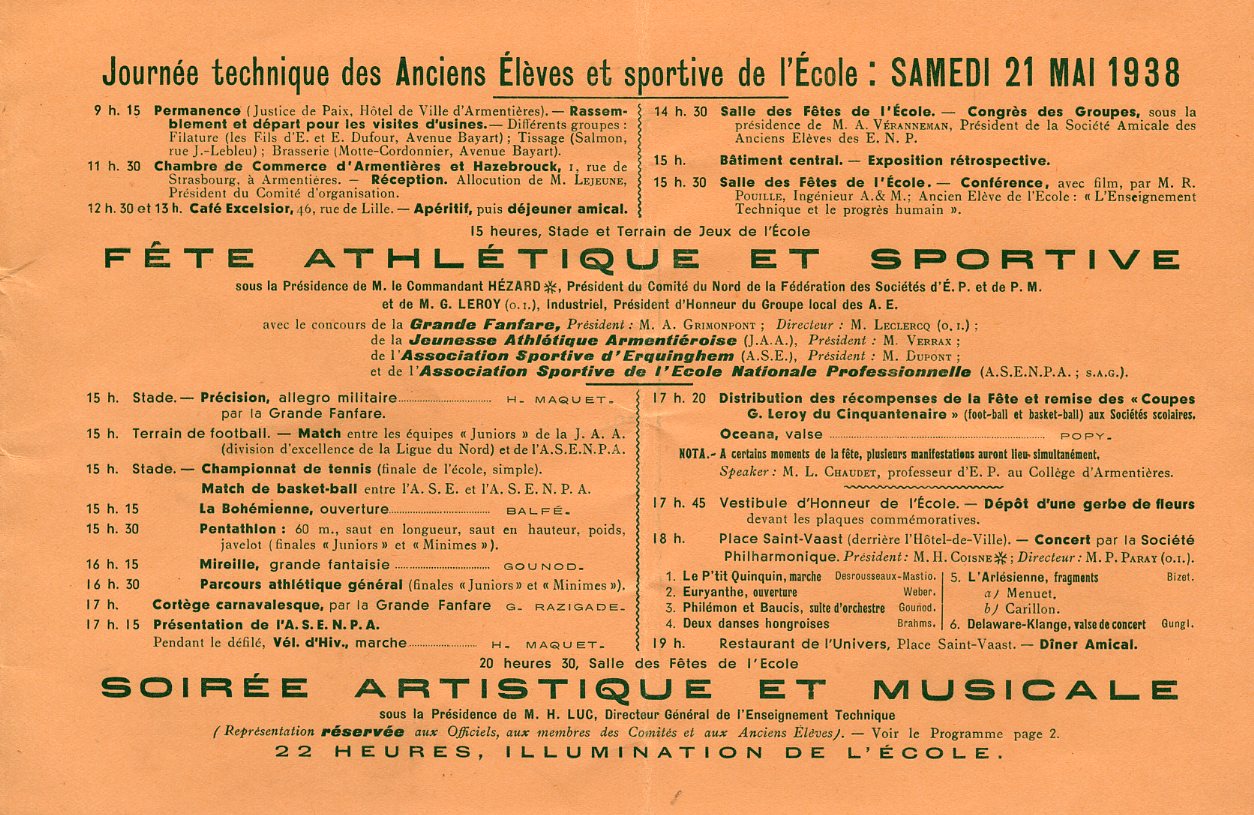 Journée technique des Anciens Élèves et sportive de l'École : SAMEDI 21 MAI 1938
9 h. 15 Permanence (Justice de Paix, Hôtel de Ville d'Armentières). — Rassem-
blement et départ pour les visites d'usines. — Différents groupes :
Filature (les Fils d'E. et E. Dufour, Avenue Bayart) ; Tissage (Salmon,
rue J.-Lebleu) ; Brasserie (Motte-Cordonnier, Avenue Bayart).
11 h. 30 Chambre de Commerce d'Armentières et Hazebrouck, 1, rue de
Strasbourg, à Armentières. — Réception. Allocution de M. LEJEUNE,
Président du Comité d'organisation.
12 h. 30 et 13 h. Café Excelsior, 46, rue de Lille. — Apéritif, puis déjeuner amical.
14 h. 30 Salle des Fêtes de l'École. — Congrès des Groupes, sous la
présidence de M. A. VÉRANNEMAN, Président de la Société Amicale des
Anciens Elèves des E. N. P.
15 h. Bâtiment central. — Exposition rétrospective.
15 h. 30 Salle des Fêtes de l'École. — Conférence, avec film, par M. R.
POUILLE, Ingénieur A. & M.; Ancien Elève de l'Ecole : « L'Enseignement
Technique et le progrès humain ».
15 heures, Stade et Terrain de Jeux de l'École
FÊTE ATHLÉTIQUE ET SPORTIVE
sous la Présidence de M. le Commandant HÉZARD ✻, Président du Comité du Nord de la Fédération des Sociétés d'É. P. et de P. M.
et de M. G. LEROY (O. I.), Industriel, Président d'Honneur du Groupe local des A. E.
avec le concours de la Grande Fanfare, Président : M. A. GRIMONPONT ; Directeur : M. LECLERCQ (O. I.) ;
de la Jeunesse Athlétique Armentiéroise (J.A.A.), Président : M. VERRAX ;
de l'Association Sportive d'Erquinghem (A.S.E.), Président : M. DUPONT ;
et de l'Association Sportive de l'Ecole Nationale Professionnelle (A.S.E.N.P.A. ; S.A.G.).
15 h. Stade. — Précision, allegro militaire .......... H. MAQUET.
par la Grande Fanfare.
15 h. Terrain de football. — Match entre les équipes « Juniors » de la J. A. A.
(division d'excellence de la Ligue du Nord) et de l'A.S.E.N.P.A.
15 h. Stade. — Championnat de tennis (finale de l'école, simple).
Match de basket-ball entre l'A. S. E. et l'A. S. E. N. P. A.
15 h. 15 La Bohémienne, ouverture .......... BALFÉ.
15 h. 30 Pentathlon : 60 m., saut en longueur, saut en hauteur, poids,
javelot (finales « Juniors » et « Minimes »).
16 h. 15 Mireille, grande fantaisie .......... GOUNOD.
16 h. 30 Parcours athlétique général (finales « Juniors » et « Minimes »).
17 h. Cortège carnavalesque, par la Grande Fanfare G. RAZIGADE.
17 h. 15 Présentation de l'A. S. E. N. P. A.
Pendant le défilé, Vél. d'Hiv., marche .......... H. MAQUET.
17 h. 20 Distribution des récompenses de la Fête et remise des « Coupes
G. Leroy du Cinquantenaire » (foot-ball et basket-ball) aux Sociétés scolaires.
Oceana, valse .......... POPY.
NOTA. - A certains moments de la fête, plusieurs manifestations auront lieu simultanément.
Speaker : M. L. CHAUDET, professeur d'E. P. au Collège d'Armentières.
17 h. 45 Vestibule d'Honneur de l'École. — Dépôt d'une gerbe de fleurs
devant les plaques commémoratives.
18 h. Place Saint-Vaast (derrière l'Hôtel-de-Ville). — Concert par la Société
Philharmonique. Président : M. H. COISNE ✻ ; Directeur : M. P. PARAY (O.I.).
1. Le P'tit Quinquin, marche Desrousseaux-Mastio.
2. Euryanthe, ouverture Weber.
3. Philémon et Baucis, suite d'orchestre Gounod.
4. Deux danses hongroises Brahms.
5. L'Arlésienne, fragments Bizet.
a) Menuet.
b) Carillon.
6. Delaware-Klange, valse de concert Gungl.
19 h. Restaurant de l'Univers, Place Saint-Vaast. — Dîner Amical.
20 heures 30, Salle des Fêtes de l'Ecole
SOIRÉE ARTISTIQUE ET MUSICALE
sous la Présidence de M. H. LUC, Directeur Général de l'Enseignement Technique
(Représentation réservée aux Officiels, aux membres des Comités et aux Anciens Élèves). — Voir le Programme page 2.
22 HEURES, ILLUMINATION DE L'ÉCOLE.